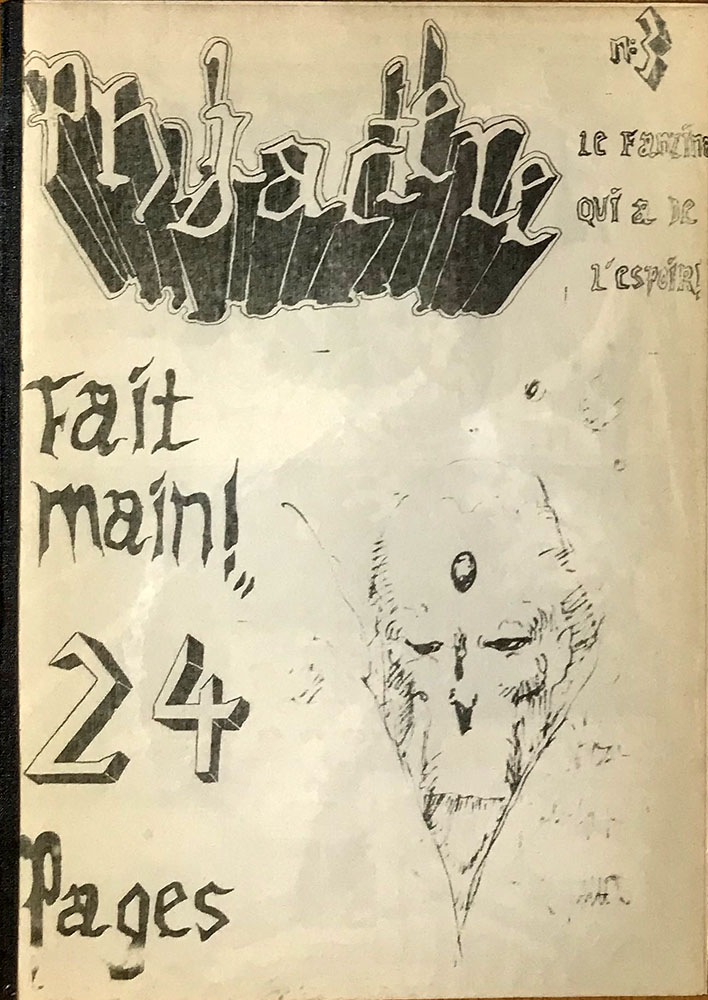 Phylactère
n°3
Le Fanzine
qui a de
l'espoir!
Fait
main!,,
24
Pages